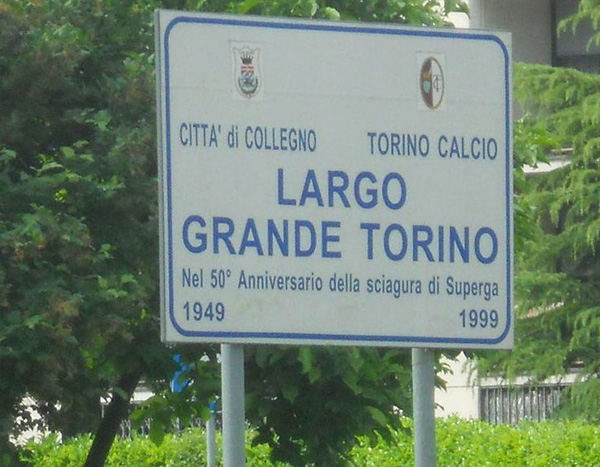 CITTA' di COLLEGNO TORINO CALCIO
LARGO
GRANDE TORINO
Nel 50° Anniversario della sciagura di Superga
1949 1999